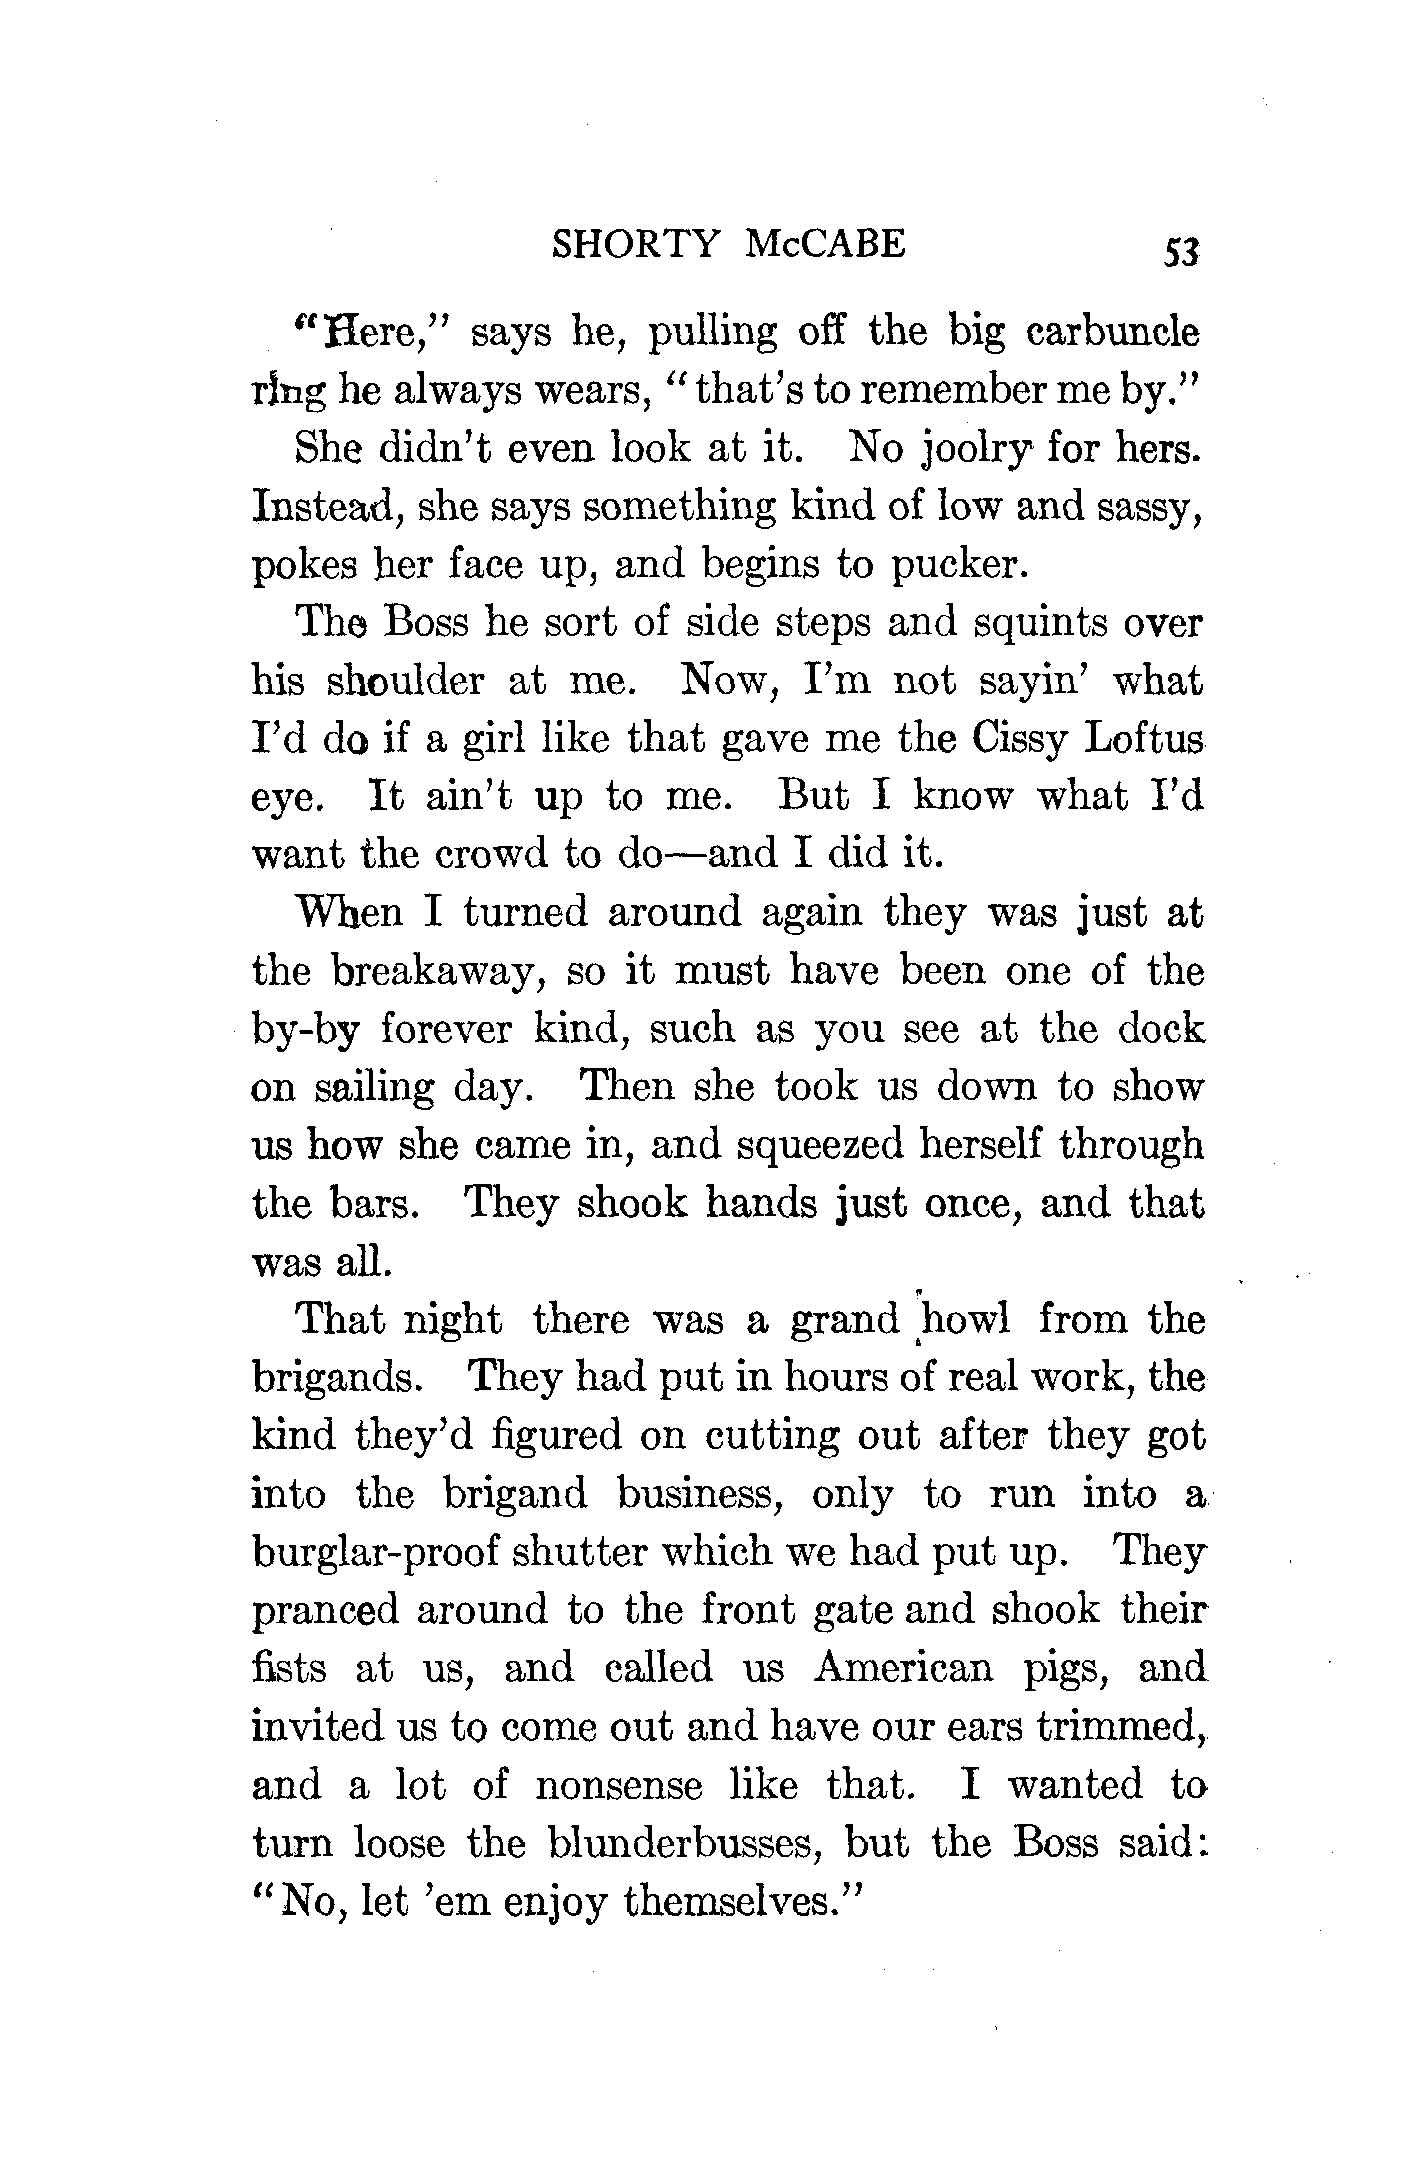 SHORTY McCABE 53
"Here," says he, pulling off the big carbuncle
ring he always wears, "that's to remember me by."
She didn't even look at it. No joolry for hers.
Instead, she says something kind of low and sassy,
pokes her face up, and begins to pucker.
The Boss he sort of side steps and squints over
his shoulder at me. Now, I'm not sayin' what
I'd do if a girl like that gave me the Cissy Loftus
eye. It ain't up to me. But I know what I'd
want the crowd to do—and I did it.
When I turned around again they was just at
the breakaway, so it must have been one of the
by-by forever kind, such as you see at the dock
on sailing day. Then she took us down to show
us how she came in, and squeezed herself through
the bars. They shook hands just once, and that
was all.
That night there was a grand howl from the
brigands. They had put in hours of real work, the
kind they'd figured on cutting out after they got
into the brigand business, only to run into a
burglar-proof shutter which we had put up. They
pranced around to the front gate and shook their
fists at us, and called us American pigs, and
invited us to come out and have our ears trimmed,
and a lot of nonsense like that. I wanted to
turn loose the blunderbusses, but the Boss said:
"No, let 'em enjoy themselves."